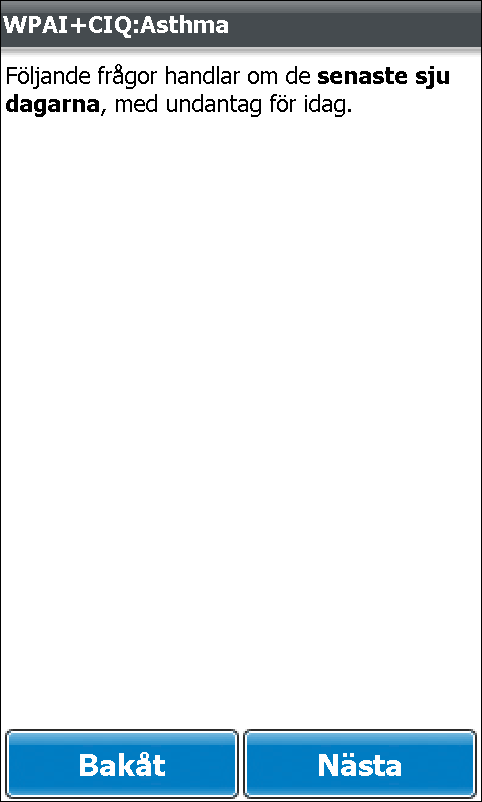 WPAI+CIQ:Asthma
Följande frågor handlar om de senaste sju
dagarna, med undantag för idag.
Bakåt
Nästa